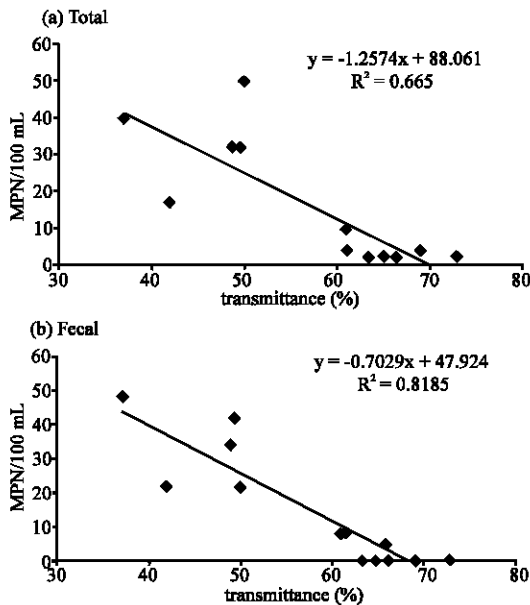 (a) Total
60
y = -1.2574x + 88.061
50
R² = 0.665
40
30
20
10
0
MPN/100 mL
30 40 50 60 70 80
transmittance (%)
(b) Fecal
60
y = -0.7029x + 47.924
50
R² = 0.8185
40
30
20
10
0
MPN/100 mL
30 40 50 60 70 80
transmittance (%)